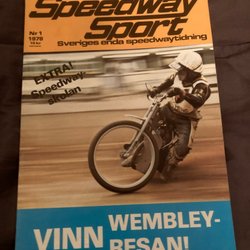 Speedway
Sport
Sveriges enda speedwaytidning
Nr 1
1978
EXTRA!
Speedway-
skolan
VINN
WEMBLEY-
RESAN!